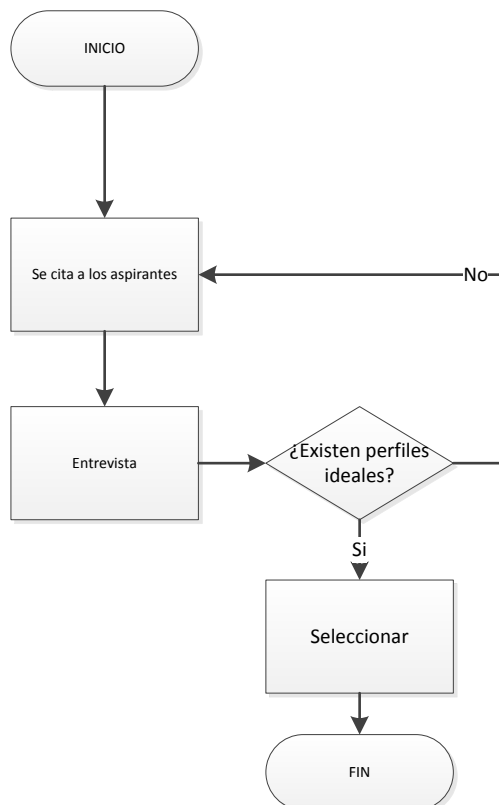 INICIO
Se cita a los aspirantes
No
Entrevista
¿Existen perfiles
ideales?
Si
Seleccionar
FIN